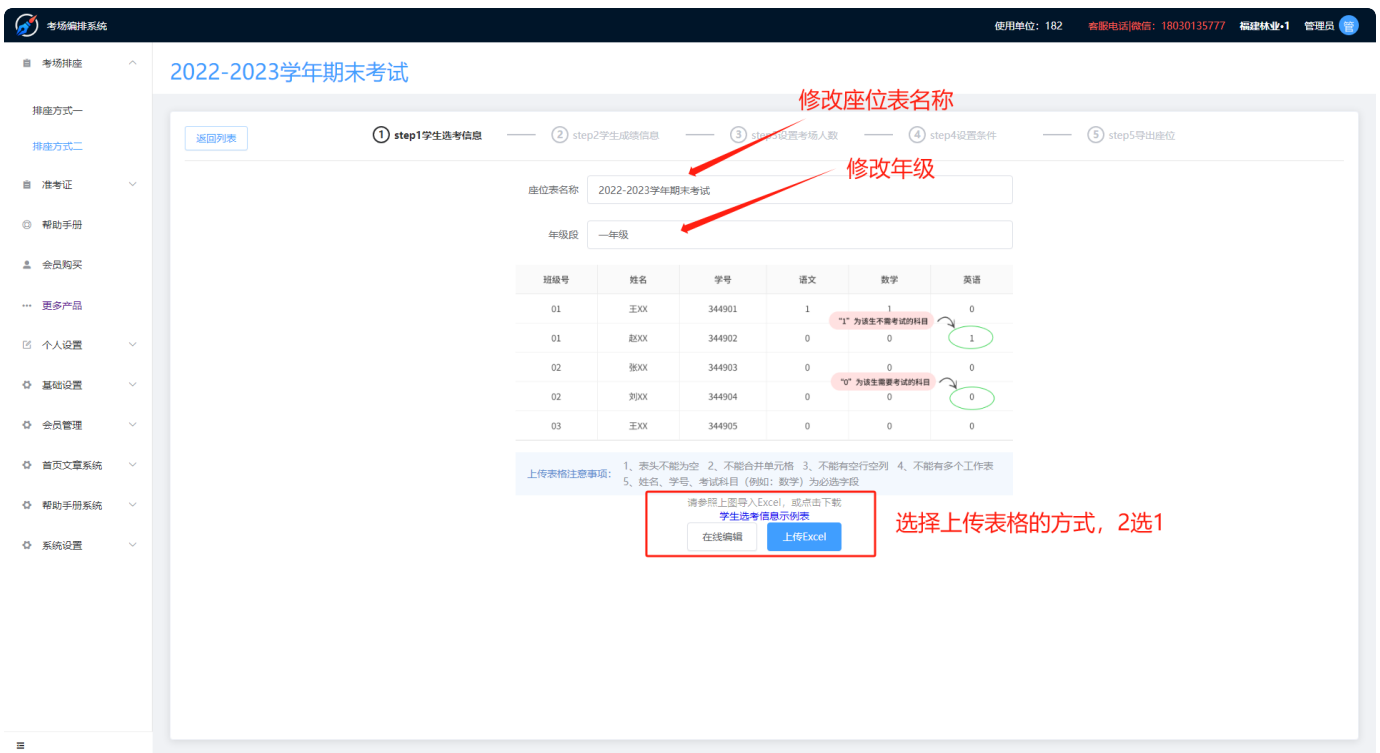 考场编排系统
使用单位：182 客服电话|微信：18030135777 福建林业•1 管理员 管
考场排座
排座方式一
排座方式二
准考证
帮助手册
会员购买
更多产品
个人设置
基础设置
会员管理
首页文章系统
帮助手册系统
系统设置
2022-2023学年期末考试
修改座位表名称
返回列表
1 step1学生选考信息
2 step2学生成绩信息
3 step3设置考场人数
4 step4设置条件
5 step5导出座位
修改年级
座位表名称 2022-2023学年期末考试
年级段 一年级
班级号 姓名 学号 语文 数学 英语
01 王XX 344901 1 1 0
“1”为该生不需考试的科目
01 赵XX 344902 0 0 1
02 张XX 344903 0 0 0
“0”为该生需要考试的科目
02 刘XX 344904 0 0 0
03 王XX 344905 0 0 0
上传表格注意事项： 1、表头不能为空 2、不能合并单元格 3、不能有空行空列 4、不能有多个工作表
5、姓名、学号、考试科目（例如：数学）为必选字段
请参照上图导入Excel，或点击下载
学生选考信息示例表
在线编辑 上传Excel
选择上传表格的方式，2选1